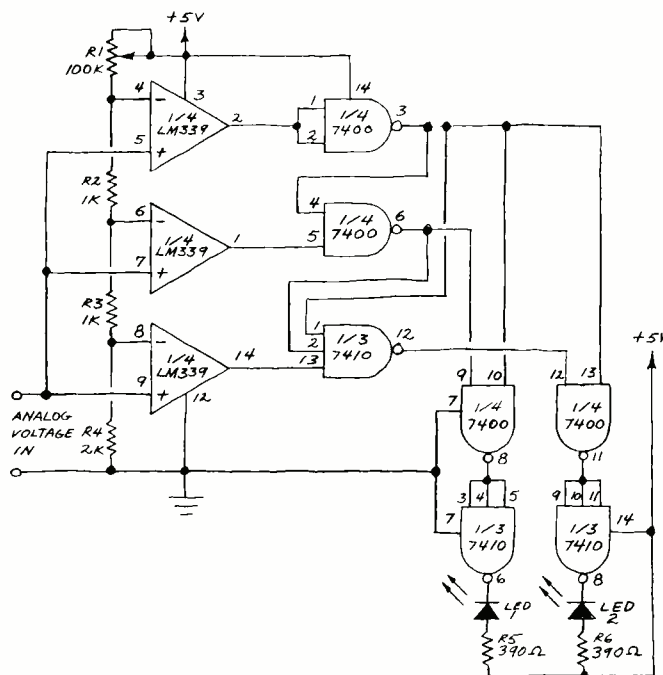 +5V
R1
100K
4
-
3
1/4
LM339
5
+
2
1
2
14
1/4
7400
3
R2
1K
6
-
1/4
LM339
7
+
1
4
5
1/4
7400
6
R3
1K
8
-
1/4
LM339
9
+
12
14
1
2
13
1/3
7410
12
+5V
ANALOG
VOLTAGE
IN
R4
2K
9
10
7
1/4
7400
8
12
13
1/4
7400
11
3
4
5
7
1/3
7410
6
9
10
11
14
1/3
7410
8
LED
1
LED
2
R5
390Ω
R6
390Ω